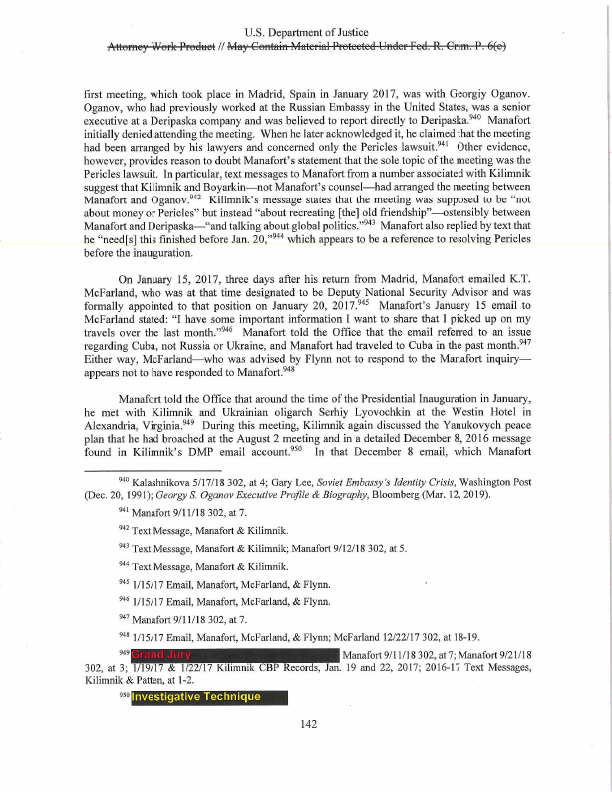 U.S. Department of Justice
Attorney Work Product // May Contain Material Protected Under Fed. R. Crim. P. 6(e)
first meeting, which took place in Madrid, Spain in January 2017, was with Georgiy Oganov.
Oganov, who had previously worked at the Russian Embassy in the United States, was a senior
executive at a Deripaska company and was believed to report directly to Deripaska.940 Manafort
initially denied attending the meeting. When he later acknowledged it, he claimed that the meeting
had been arranged by his lawyers and concerned only the Pericles lawsuit.941 Other evidence,
however, provides reason to doubt Manafort's statement that the sole topic of the meeting was the
Pericles lawsuit. In particular, text messages to Manafort from a number associated with Kilimnik
suggest that Kilimnik and Boyarkin—not Manafort's counsel—had arranged the meeting between
Manafort and Oganov.942 Kilimnik's message states that the meeting was supposed to be "not
about money or Pericles" but instead "about recreating [the] old friendship"—ostensibly between
Manafort and Deripaska—"and talking about global politics."943 Manafort also replied by text that
he "need[s] this finished before Jan. 20,"944 which appears to be a reference to resolving Pericles
before the inauguration.
On January 15, 2017, three days after his return from Madrid, Manafort emailed K.T.
McFarland, who was at that time designated to be Deputy National Security Advisor and was
formally appointed to that position on January 20, 2017.945 Manafort's January 15 email to
McFarland stated: "I have some important information I want to share that I picked up on my
travels over the last month."946 Manafort told the Office that the email referred to an issue
regarding Cuba, not Russia or Ukraine, and Manafort had traveled to Cuba in the past month.947
Either way, McFarland—who was advised by Flynn not to respond to the Manafort inquiry—
appears not to have responded to Manafort.948
Manafort told the Office that around the time of the Presidential Inauguration in January,
he met with Kilimnik and Ukrainian oligarch Serhiy Lyovochkin at the Westin Hotel in
Alexandria, Virginia.949 During this meeting, Kilimnik again discussed the Yanukovych peace
plan that he had broached at the August 2 meeting and in a detailed December 8, 2016 message
found in Kilimnik's DMP email account.950 In that December 8 email, which Manafort
940 Kalashnikova 5/17/18 302, at 4; Gary Lee, Soviet Embassy's Identity Crisis, Washington Post
(Dec. 20, 1991); Georgy S. Oganov Executive Profile & Biography, Bloomberg (Mar. 12, 2019).
941 Manafort 9/11/18 302, at 7.
942 Text Message, Manafort & Kilimnik.
943 Text Message, Manafort & Kilimnik; Manafort 9/12/18 302, at 5.
944 Text Message, Manafort & Kilimnik.
945 1/15/17 Email, Manafort, McFarland, & Flynn.
946 1/15/17 Email, Manafort, McFarland, & Flynn.
947 Manafort 9/11/18 302, at 7.
948 1/15/17 Email, Manafort, McFarland, & Flynn; McFarland 12/22/17 302, at 18-19.
949 Grand Jury Manafort 9/11/18 302, at 7; Manafort 9/21/18
302, at 3; 1/19/17 & 1/22/17 Kilimnik CBP Records, Jan. 19 and 22, 2017; 2016-17 Text Messages,
Kilimnik & Patten, at 1-2.
950 Investigative Technique
142